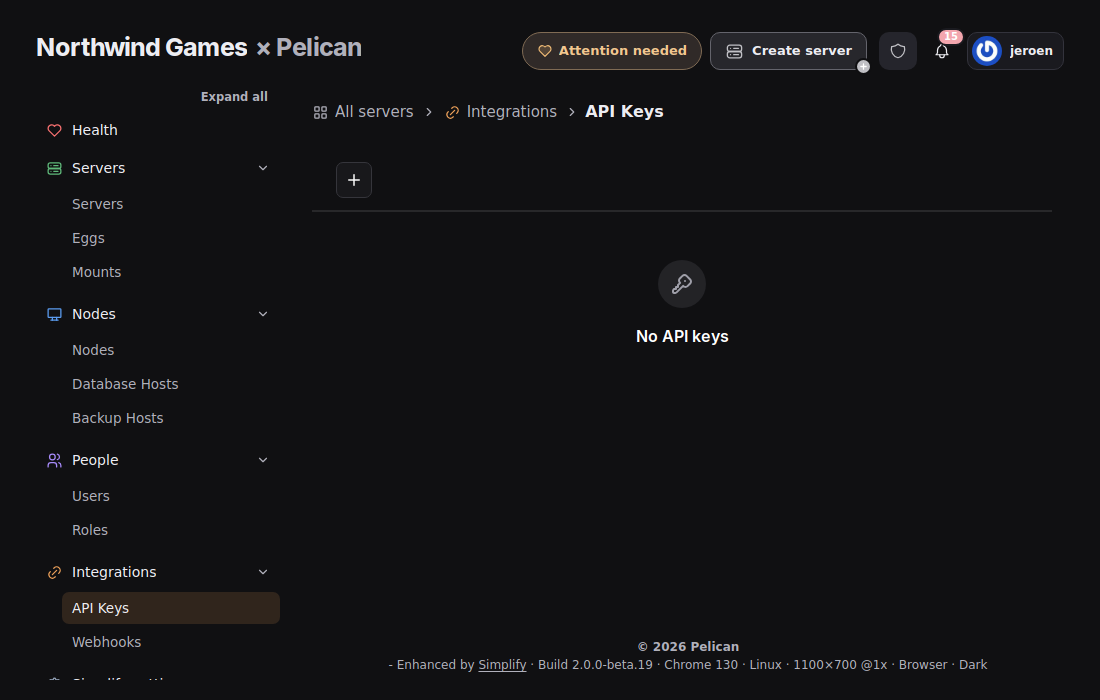 Northwind Games × Pelican
Attention needed
Create server
15
jeroen
Expand all
Health
Servers
Servers
Eggs
Mounts
Nodes
Nodes
Database Hosts
Backup Hosts
People
Users
Roles
Integrations
API Keys
Webhooks
All servers > Integrations > API Keys
No API keys
© 2026 Pelican
- Enhanced by Simplify · Build 2.0.0-beta.19 · Chrome 130 · Linux · 1100×700 @1x · Browser · Dark